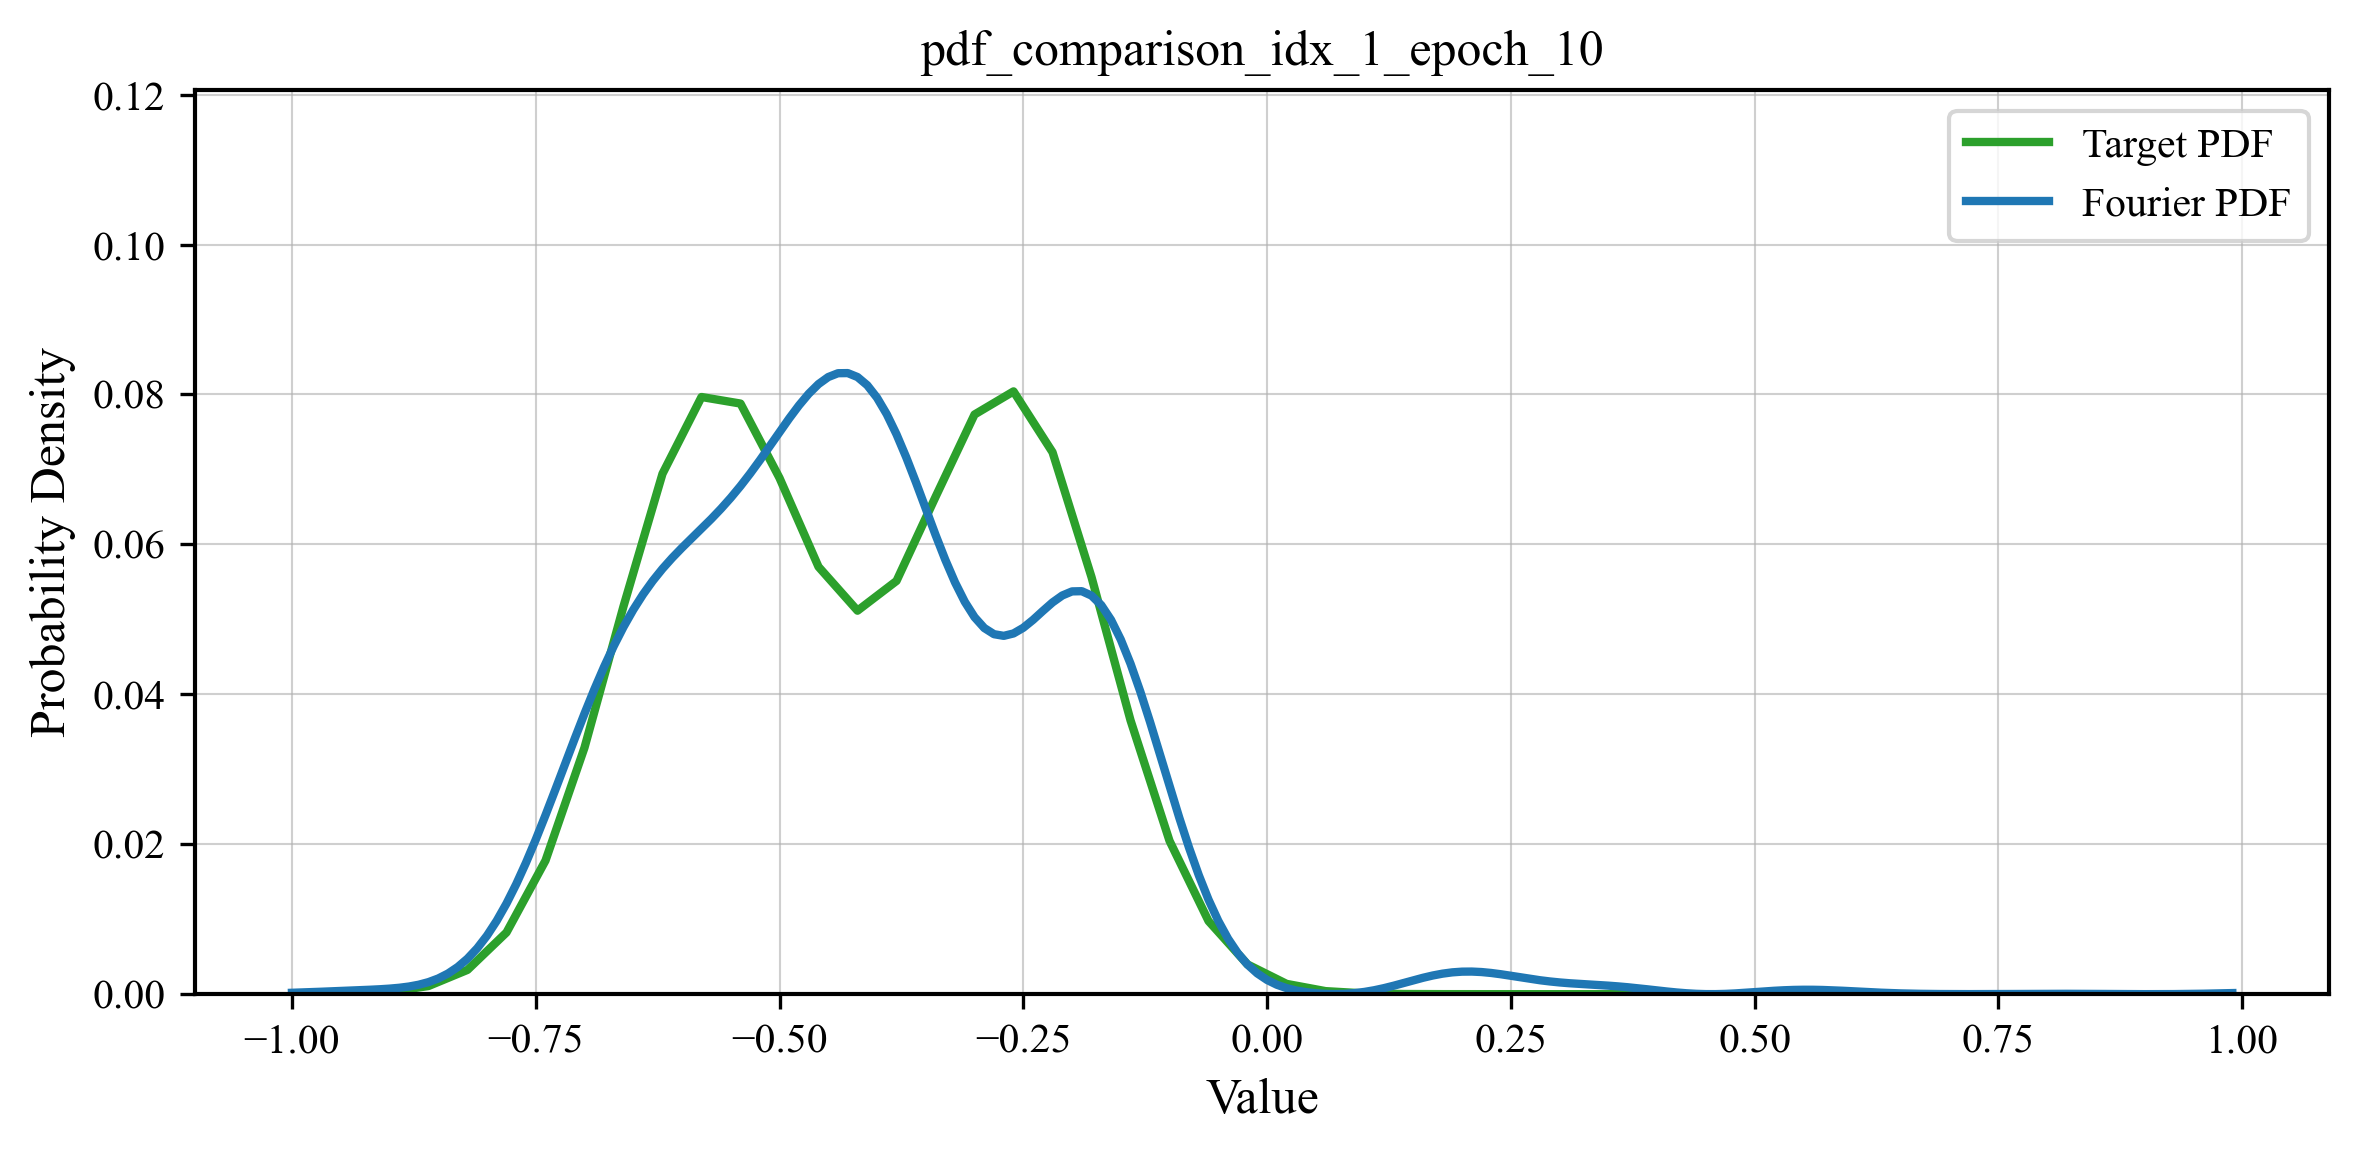 pdf_comparison_idx_1_epoch_10
0.12
0.10
0.08
0.06
0.04
0.02
0.00
Probability Density
Target PDF
Fourier PDF
−1.00 −0.75 −0.50 −0.25 0.00 0.25 0.50 0.75 1.00
Value